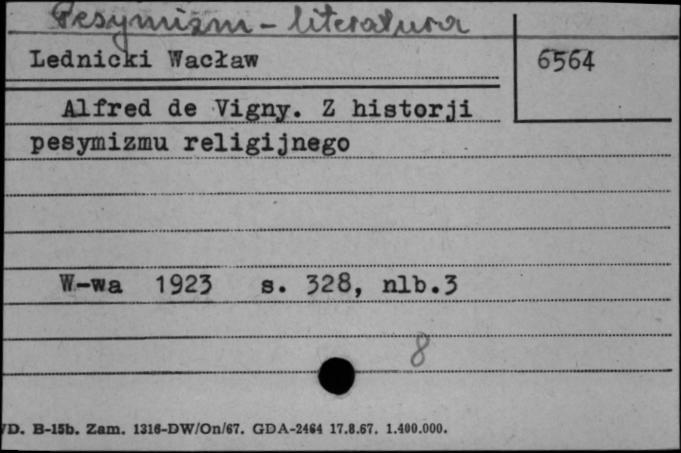 Pesymizm - literatura
Lednicki Wacław
6564
Alfred de Vigny. Z historji
pesymizmu religijnego
W-wa 1923 s. 328, nlb.3
8
WD. B-15b. Zam. 1316-DW/On/67. GDA-2464 17.8.67. 1.400.000.